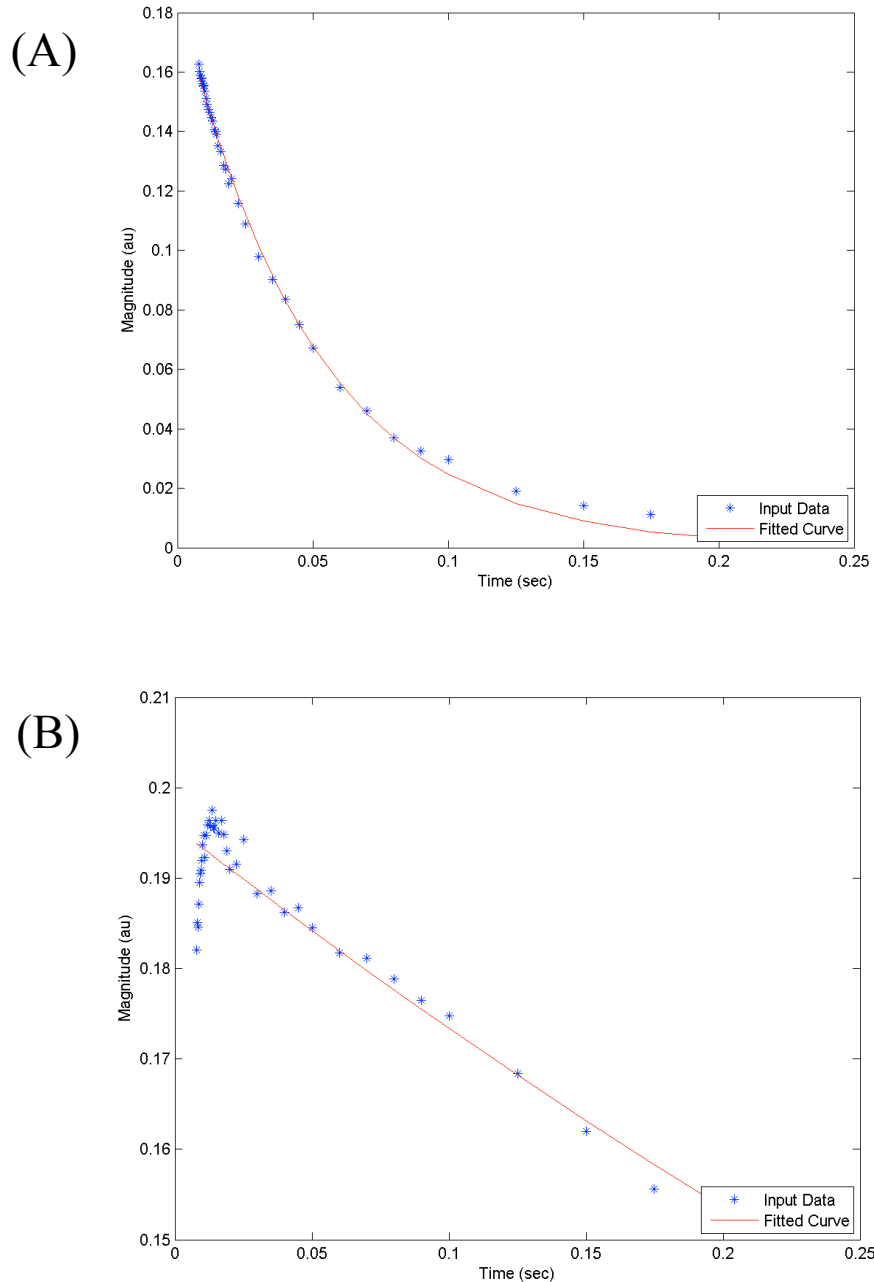 (A)
0.18
0.16
0.14
0.12
0.1
0.08
0.06
0.04
0.02
0
Magnitude (au)
0 0.05 0.1 0.15 0.2 0.25
Time (sec)
Input Data
Fitted Curve
(B)
0.21
0.2
0.19
0.18
0.17
0.16
0.15
Magnitude (au)
0 0.05 0.1 0.15 0.2 0.25
Time (sec)
Input Data
Fitted Curve